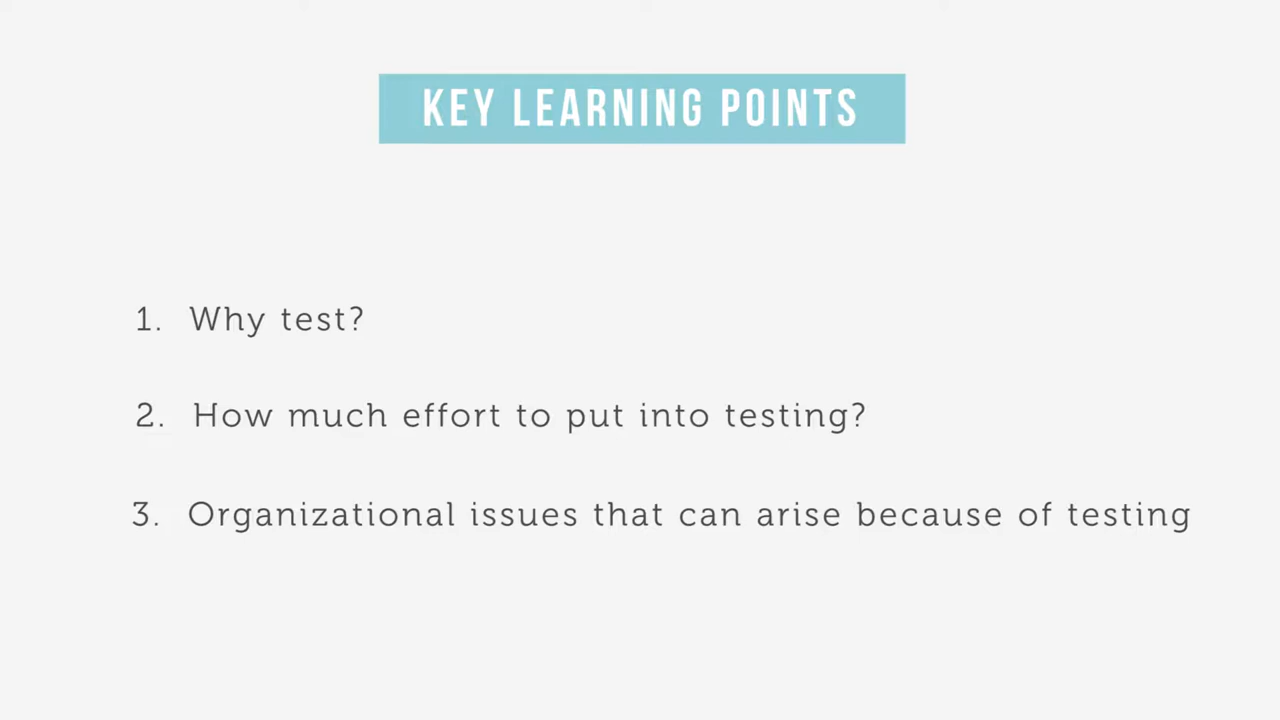 KEY LEARNING POINTS
1. Why test?
2. How much effort to put into testing?
3. Organizational issues that can arise because of testing